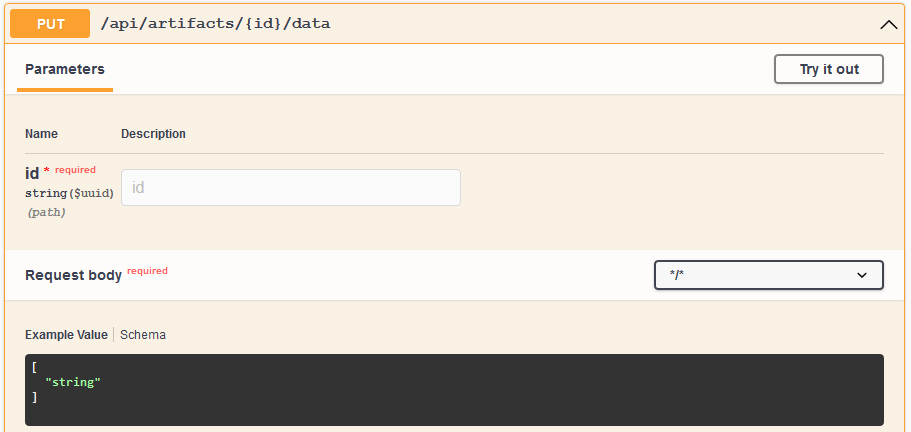 PUT /api/artifacts/{id}/data
Parameters
Try it out
Name Description
id * required
string($uuid)
(path)
id
Request body required
*/*
Example Value Schema
[
"string"
]